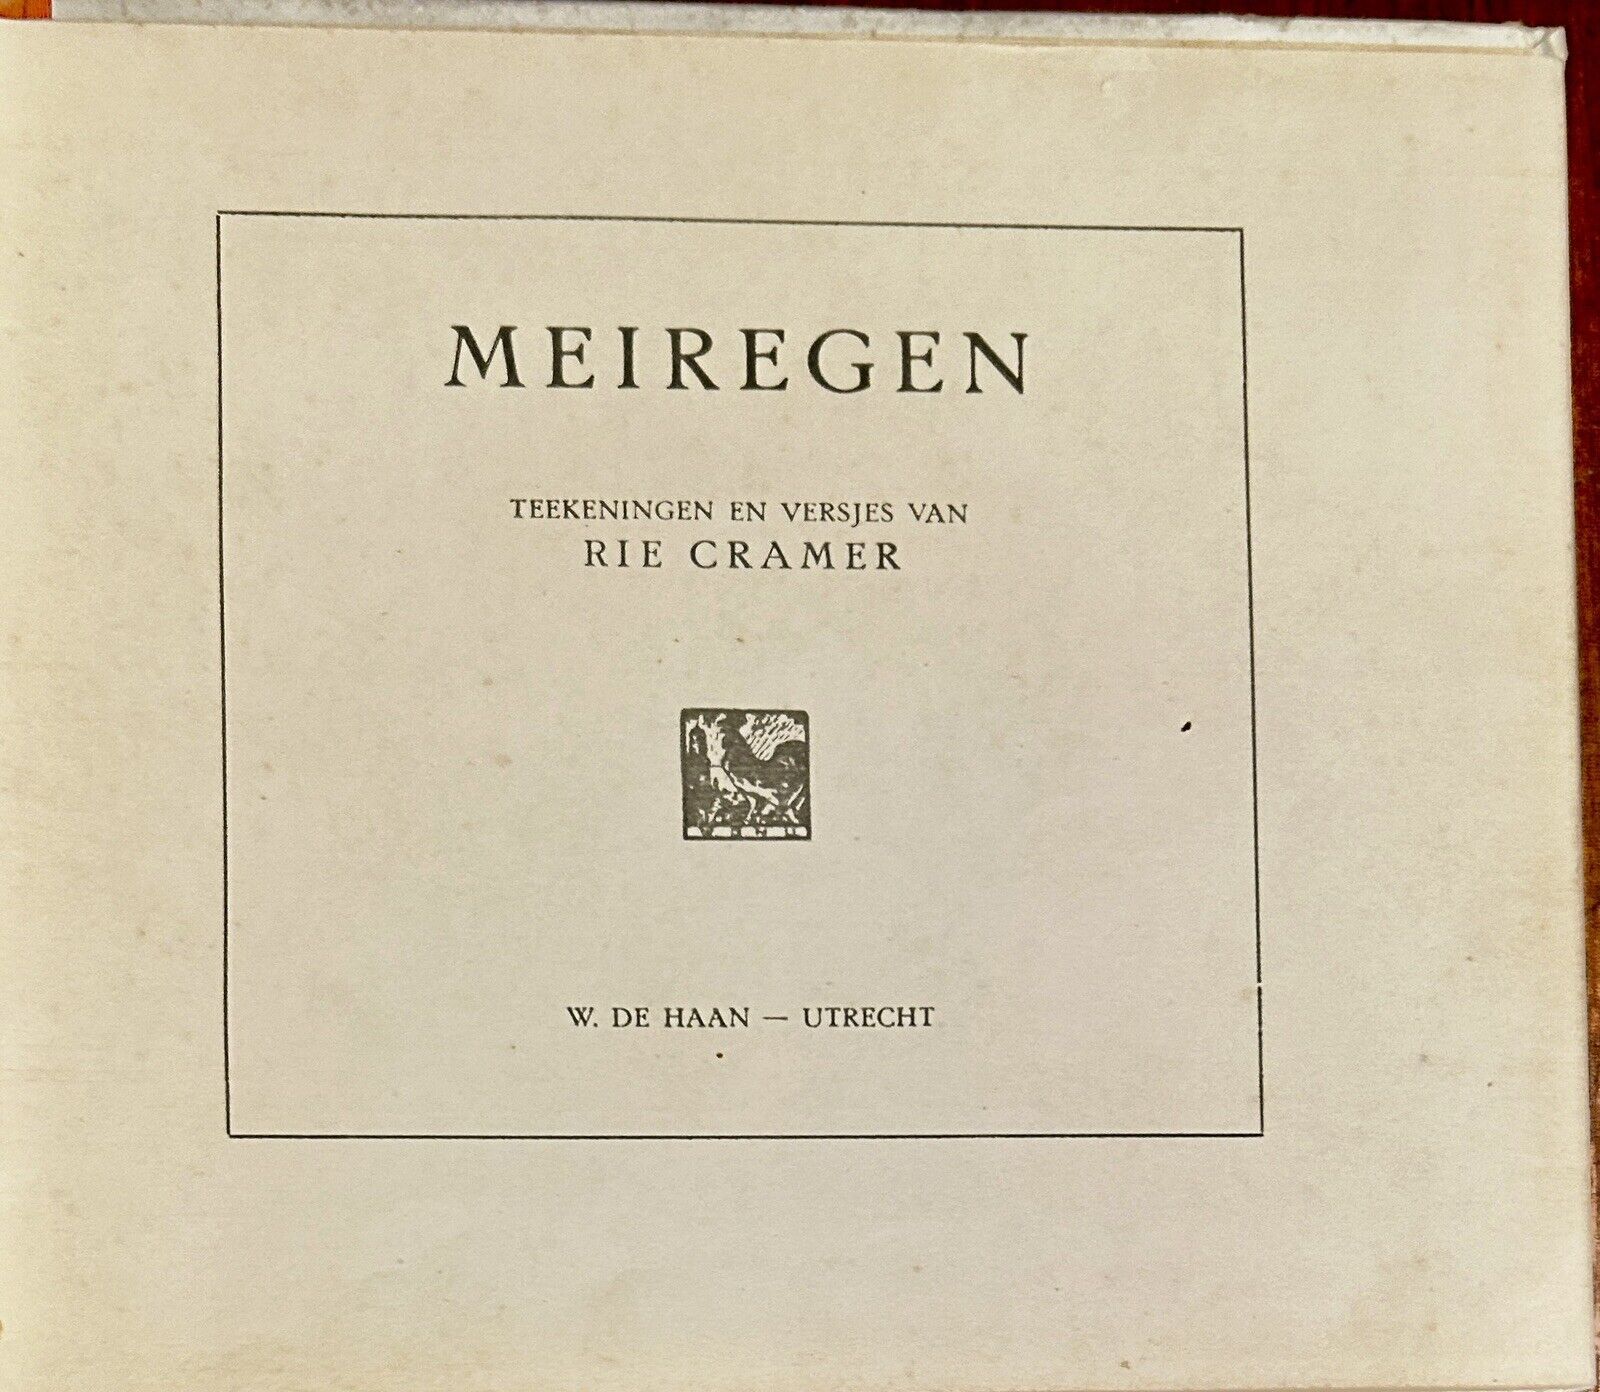 MEIREGEN
TEEKENINGEN EN VERSJES VAN
RIE CRAMER
W. DE HAAN — UTRECHT